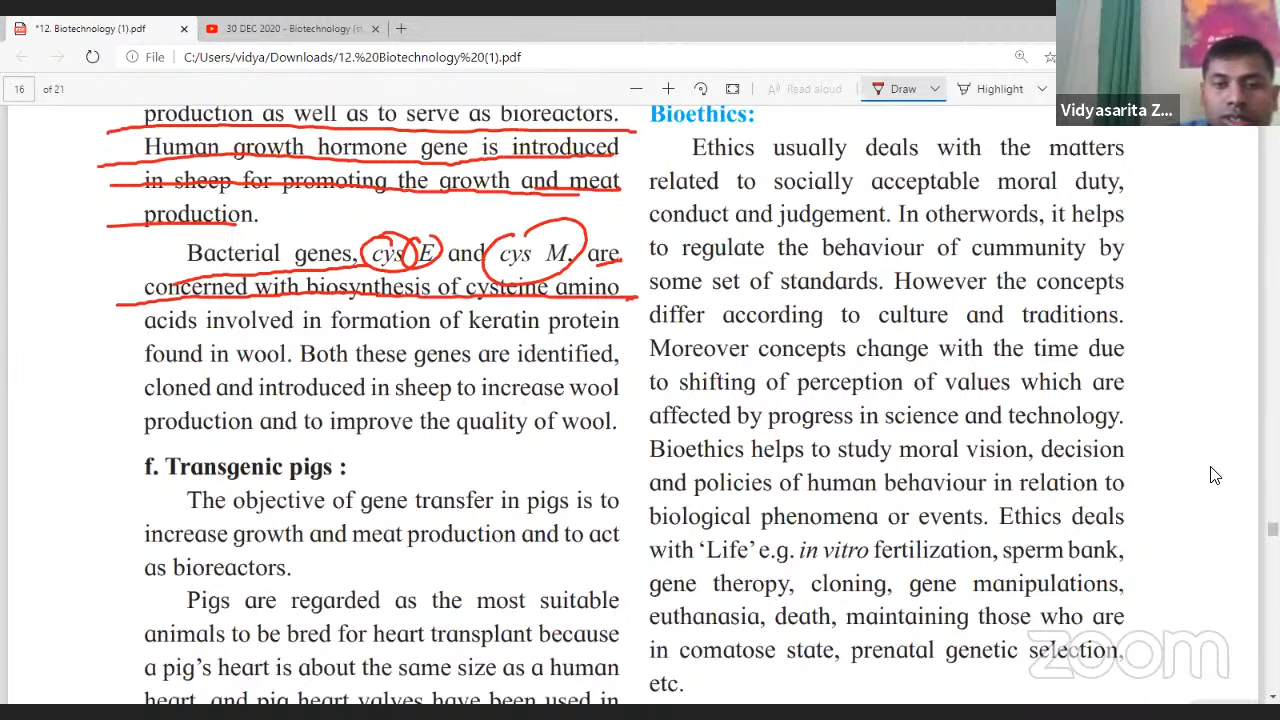 *12. Biotechnology (1).pdf
30 DEC 2020 - Biotechnology (s
File
C:/Users/vidya/Downloads/12.%20Biotechnology%20(1).pdf
16
of 21
Read aloud
Draw
Highlight
Vidyasarita Z...
production as well as to serve as bioreactors.
Human growth hormone gene is introduced
in sheep for promoting the growth and meat
production.
Bacterial genes, cys E and cys M, are
concerned with biosynthesis of cysteine amino
acids involved in formation of keratin protein
found in wool. Both these genes are identified,
cloned and introduced in sheep to increase wool
production and to improve the quality of wool.
f. Transgenic pigs :
The objective of gene transfer in pigs is to
increase growth and meat production and to act
as bioreactors.
Pigs are regarded as the most suitable
animals to be bred for heart transplant because
a pig's heart is about the same size as a human
heart, and pig heart valves have been used in
Bioethics:
Ethics usually deals with the matters
related to socially acceptable moral duty,
conduct and judgement. In otherwords, it helps
to regulate the behaviour of cummunity by
some set of standards. However the concepts
differ according to culture and traditions.
Moreover concepts change with the time due
to shifting of perception of values which are
affected by progress in science and technology.
Bioethics helps to study moral vision, decision
and policies of human behaviour in relation to
biological phenomena or events. Ethics deals
with ‘Life’ e.g. in vitro fertilization, sperm bank,
gene theropy, cloning, gene manipulations,
euthanasia, death, maintaining those who are
in comatose state, prenatal genetic selection,
etc.
zoom